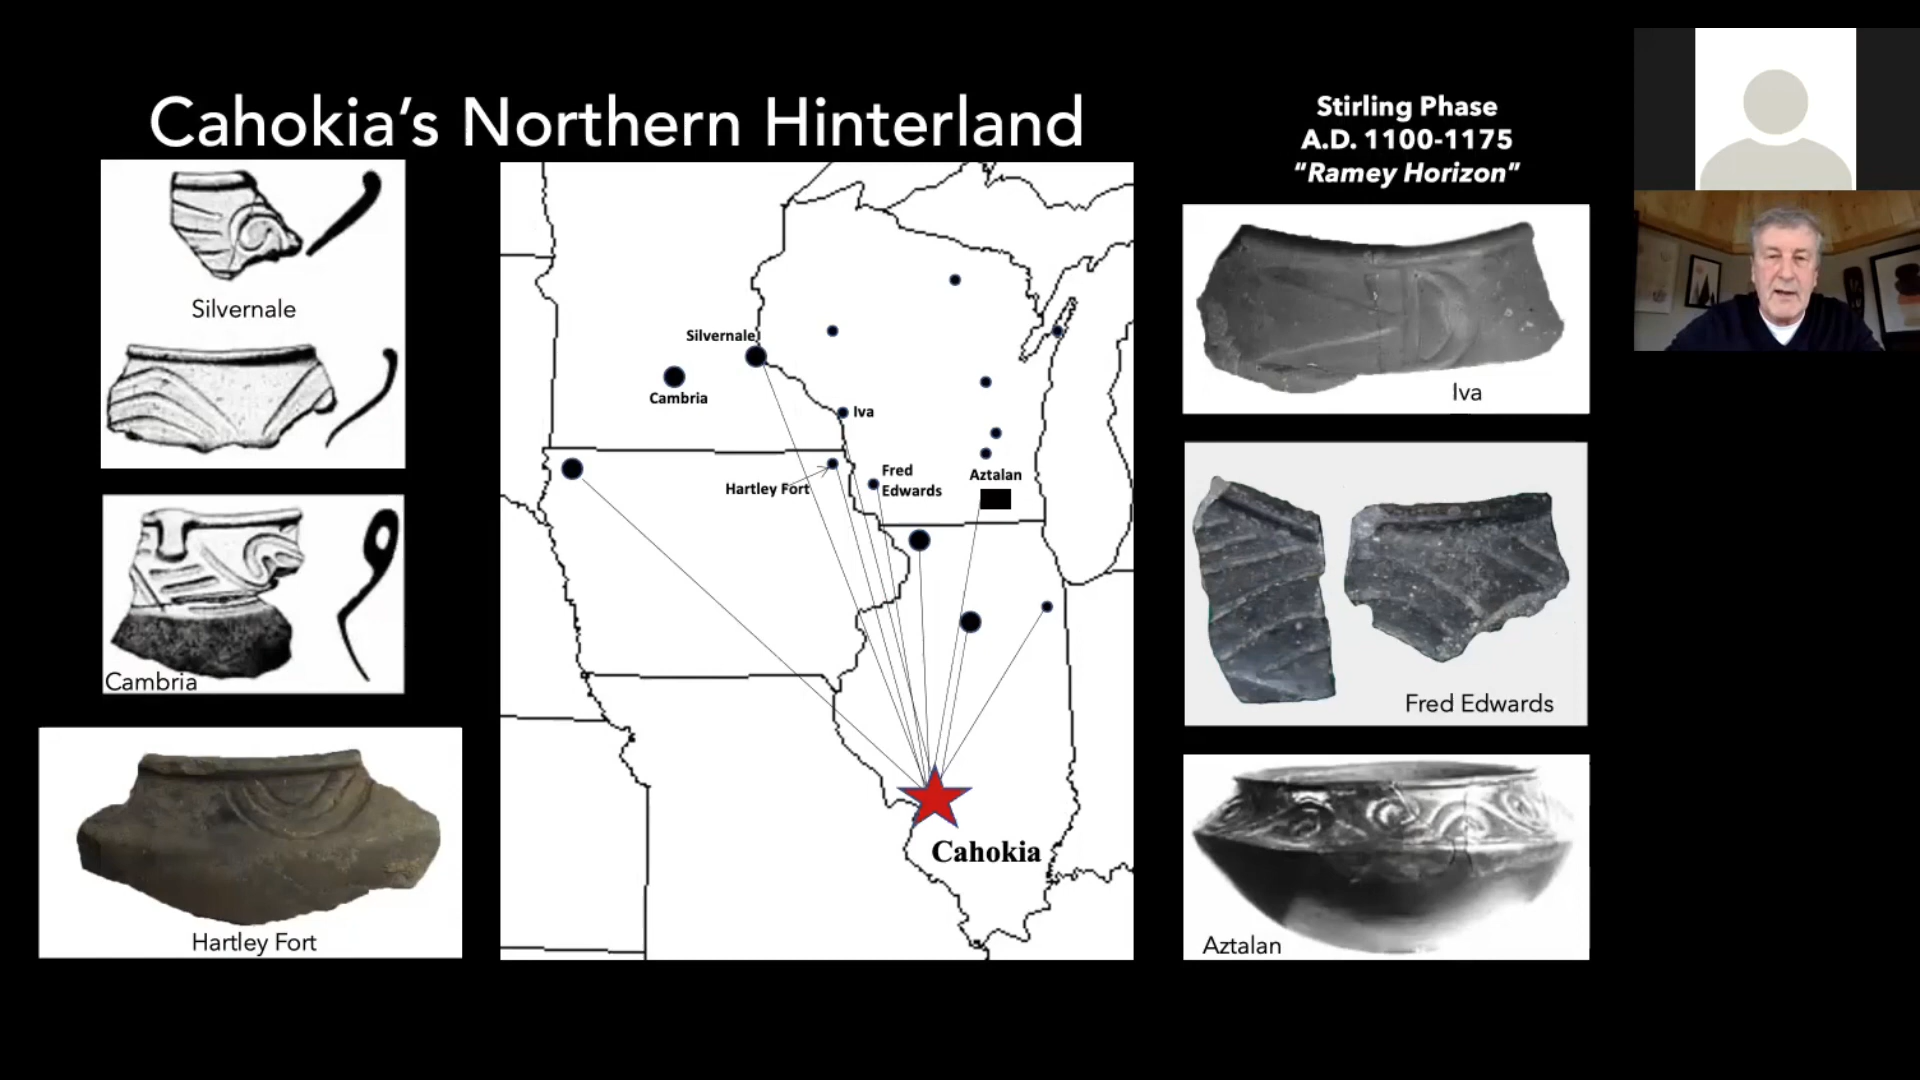 Cahokia’s Northern Hinterland
Stirling Phase
A.D. 1100-1175
“Ramey Horizon”
Silvernale
Cambria
Hartley Fort
Silvernale
Cambria
Iva
Hartley Fort
Fred
Edwards
Aztalan
Cahokia
Iva
Fred Edwards
Aztalan